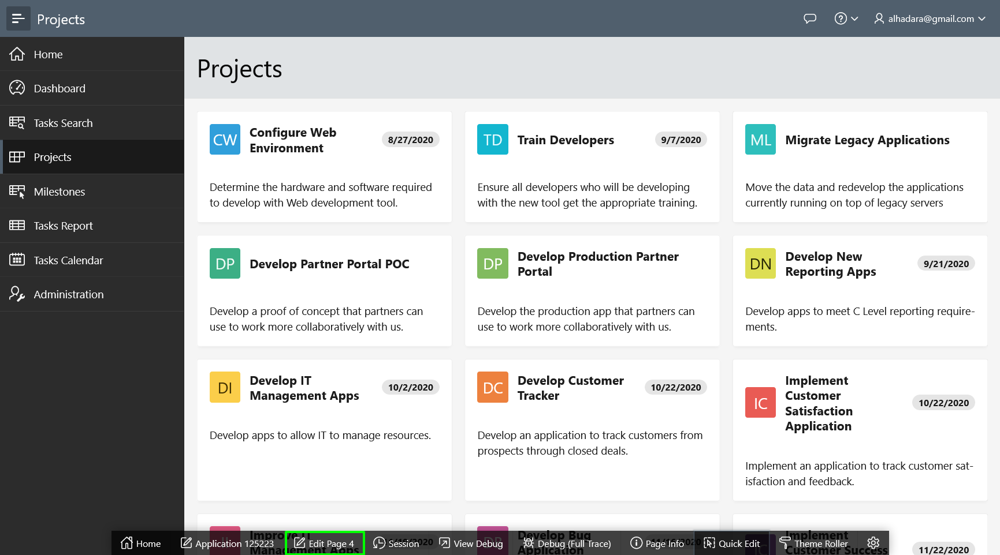 Projects
alhadara@gmail.com
Home
Dashboard
Tasks Search
Projects
Milestones
Tasks Report
Tasks Calendar
Administration
Projects
CW
Configure Web
Environment
8/27/2020
Determine the hardware and software required
to develop with Web development tool.
TD
Train Developers
9/7/2020
Ensure all developers who will be developing
with the new tool get the appropriate training.
ML
Migrate Legacy Applications
Move the data and redevelop the applications
currently running on top of legacy servers
DP
Develop Partner Portal POC
Develop a proof of concept that partners can
use to work more collaboratively with us.
DP
Develop Production Partner
Portal
Develop the production app that partners can
use to work more collaboratively with us.
DN
Develop New
Reporting Apps
9/21/2020
Develop apps to meet C Level reporting require-
ments.
DI
Develop IT
Management Apps
10/2/2020
Develop apps to allow IT to manage resources.
DC
Develop Customer
Tracker
10/22/2020
Develop an application to track customers from
prospects through closed deals.
IC
Implement
Customer
Satisfaction
Application
10/22/2020
Implement an application to track customer sat-
isfaction and feedback.
Improve IT
Management Apps
Develop Bug
Application
Implement
Customer Success
11/22/2020
Home
Application 125223
Edit Page 4
Session
View Debug
Debug (Full Trace)
Page Info
Quick Edit
Theme Roller